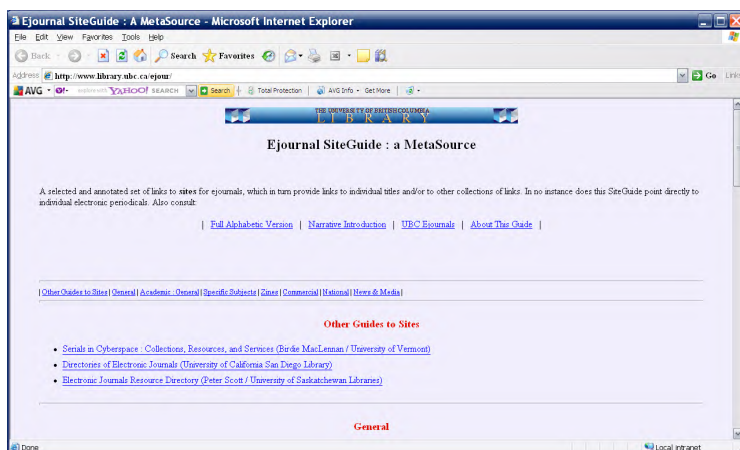 Ejournal SiteGuide : A MetaSource - Microsoft Internet Explorer
File Edit View Favorites Tools Help
Back Search Favorites
Address http://www.library.ubc.ca/ejour/ Go Links
AVG YAHOO! SEARCH Search Total Protection AVG Info Get More
THE UNIVERSITY OF BRITISH COLUMBIA
LIBRARY
Ejournal SiteGuide : a MetaSource
A selected and annotated set of links to sites for ejournals, which in turn provide links to individual titles and/or to other collections of links. In no instance does this SiteGuide point directly to
individual electronic periodicals. Also consult:
| Full Alphabetic Version | Narrative Introduction | UBC Ejournals | About This Guide |
| Other Guides to Sites | General | Academic : General | Specific Subjects | Zines | Commercial | National | News & Media |
Other Guides to Sites
• Serials in Cyberspace : Collections, Resources, and Services (Birdie MacLennan / University of Vermont)
• Directories of Electronic Journals (University of California San Diego Library)
• Electronic Journals Resource Directory (Peter Scott / University of Saskatchewan Libraries)
General
Done Local intranet